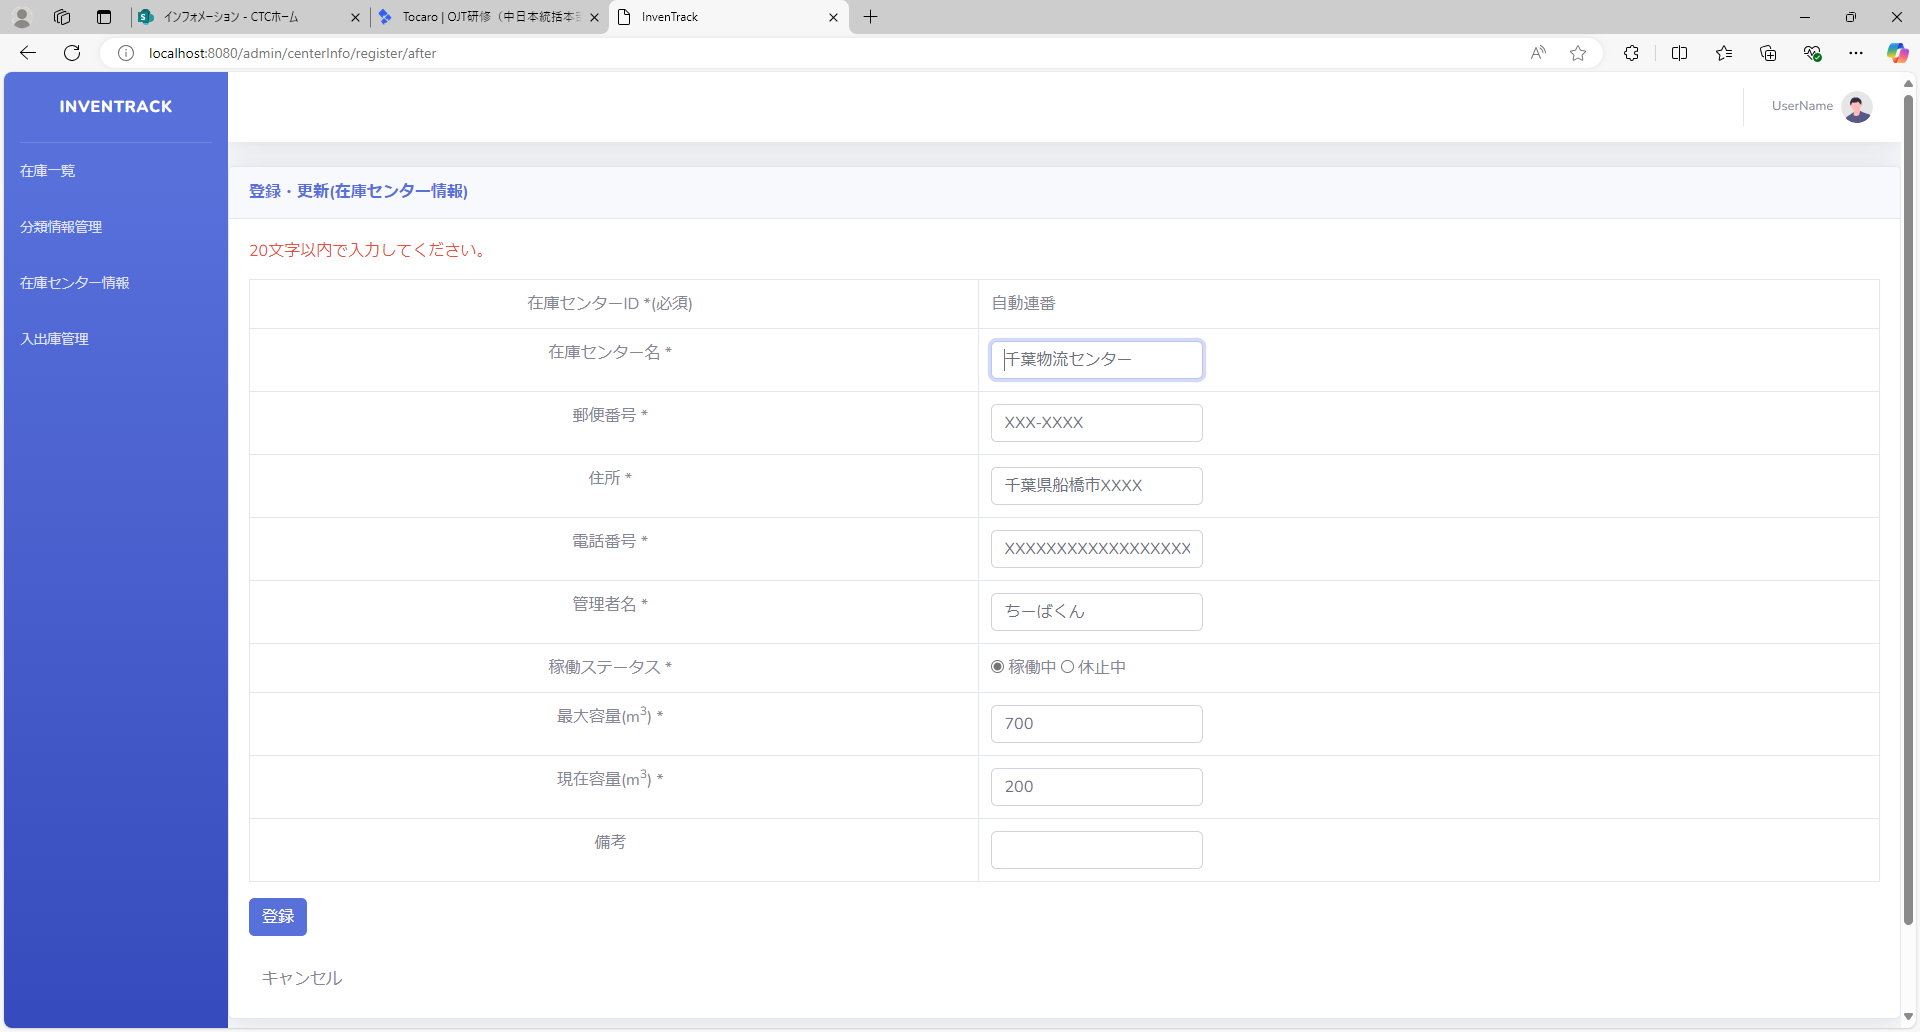 インフォメーション - CTCホーム
Tocaro | OJT研修（中日本統括本
InvenTrack
localhost:8080/admin/centerInfo/register/after
INVENTRACK
UserName
在庫一覧
分類情報管理
在庫センター情報
入出庫管理
登録・更新(在庫センター情報)
20文字以内で入力してください。
在庫センターID *(必須) 自動連番
在庫センター名 * 千葉物流センター
郵便番号 * XXX-XXXX
住所 * 千葉県船橋市XXXX
電話番号 * XXXXXXXXXXXXXXXXXX
管理者名 * ちーばくん
稼働ステータス * 稼働中 休止中
最大容量(m3) * 700
現在容量(m3) * 200
備考
登録
キャンセル